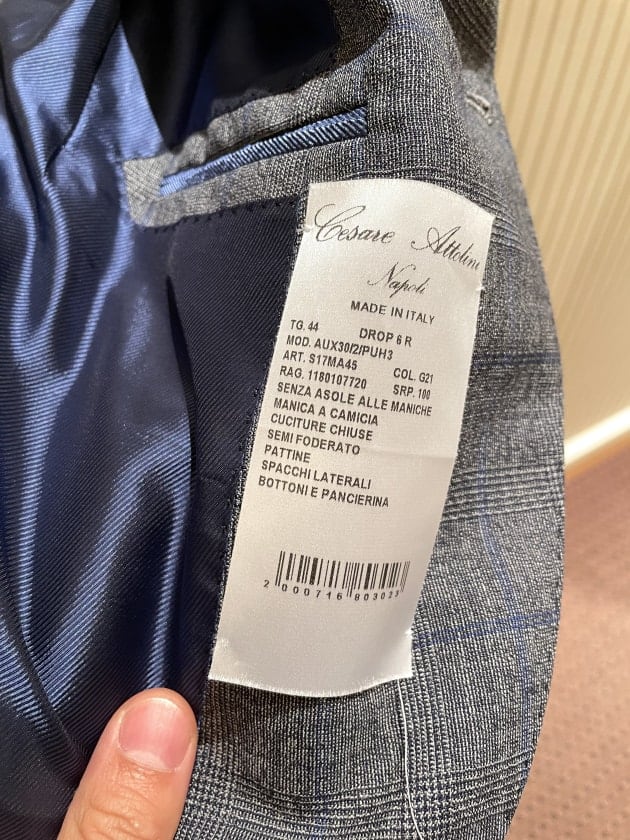 Cesare Attolini
Napoli
MADE IN ITALY
TG. 44 DROP 6 R
MOD. AUX30/2/PUH3
ART. S17MA45 COL. G21
RAG. 1180107720 SRP. 100
SENZA ASOLE ALLE MANICHE
MANICA A CAMICIA
CUCITURE CHIUSE
SEMI FODERATO
PATTINE
SPACCHI LATERALI
BOTTONI E PANCIERINA
2 000716 803023